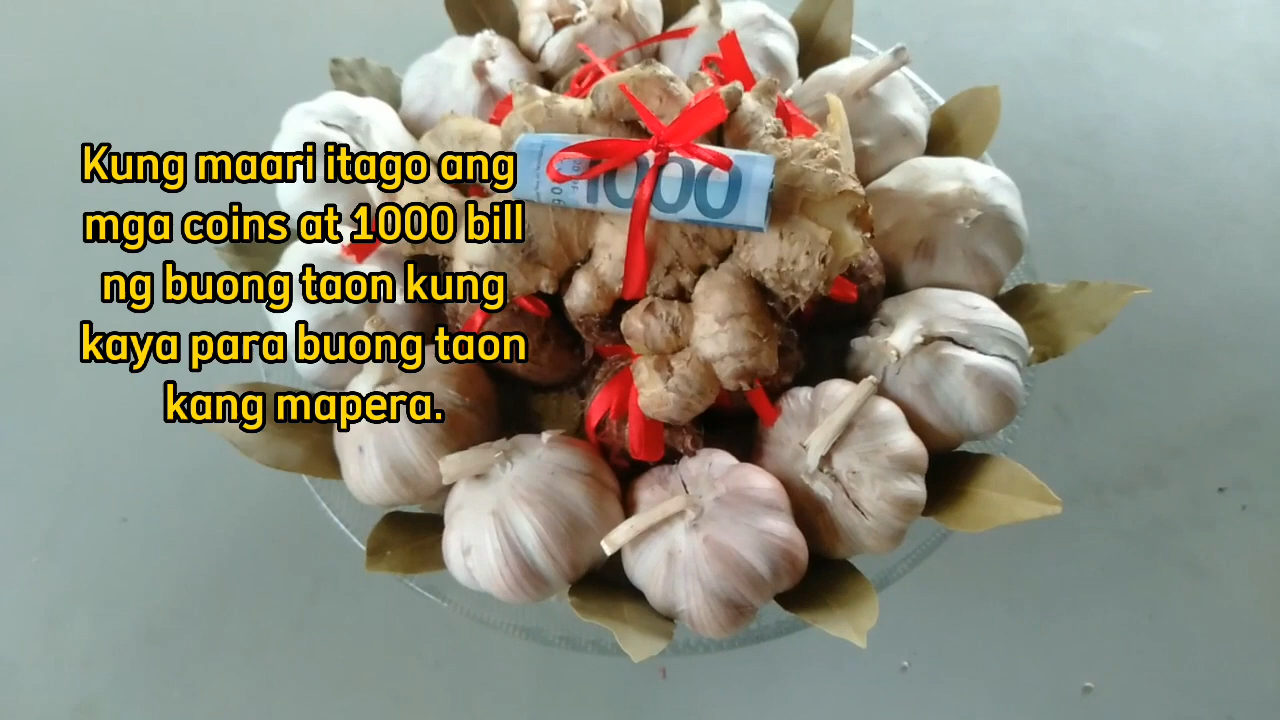 Kung maari itago ang
mga coins at 1000 bill
ng buong taon kung
kaya para buong taon
kang mapera.
1000